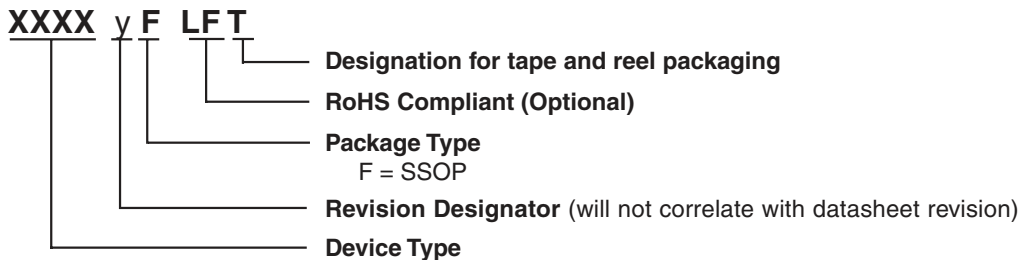 XXXX y F LF T
Designation for tape and reel packaging
RoHS Compliant (Optional)
Package Type
F = SSOP
Revision Designator (will not correlate with datasheet revision)
Device Type